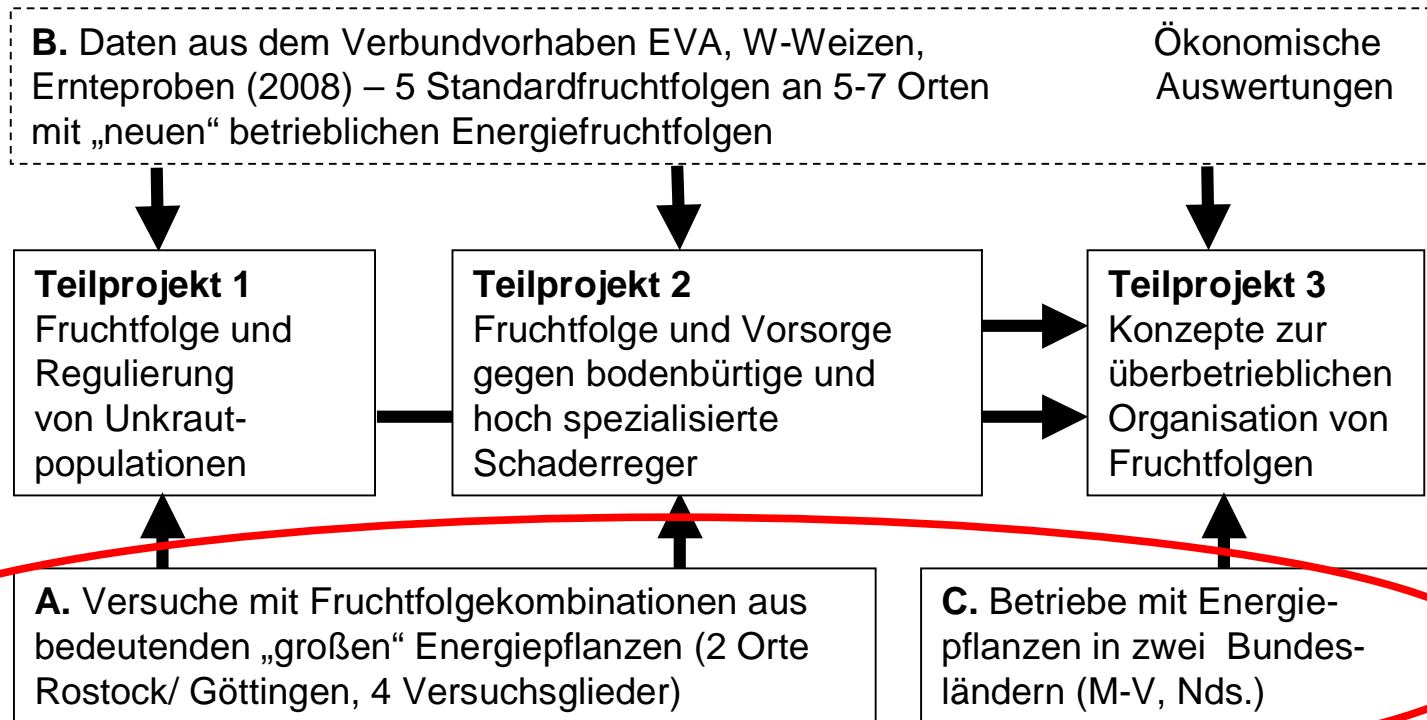 B. Daten aus dem Verbundvorhaben EVA, W-Weizen,
Ernteproben (2008) – 5 Standardfruchtfolgen an 5-7 Orten
mit „neuen“ betrieblichen Energiefruchtfolgen
Ökonomische
Auswertungen
Teilprojekt 1
Fruchtfolge und
Regulierung
von Unkraut-
populationen
Teilprojekt 2
Fruchtfolge und Vorsorge
gegen bodenbürtige und
hoch spezialisierte
Schaderreger
Teilprojekt 3
Konzepte zur
überbetrieblichen
Organisation von
Fruchtfolgen
A. Versuche mit Fruchtfolgekombinationen aus
bedeutenden „großen“ Energiepflanzen (2 Orte
Rostock/ Göttingen, 4 Versuchsglieder)
C. Betriebe mit Energie-
pflanzen in zwei Bundes-
ländern (M-V, Nds.)